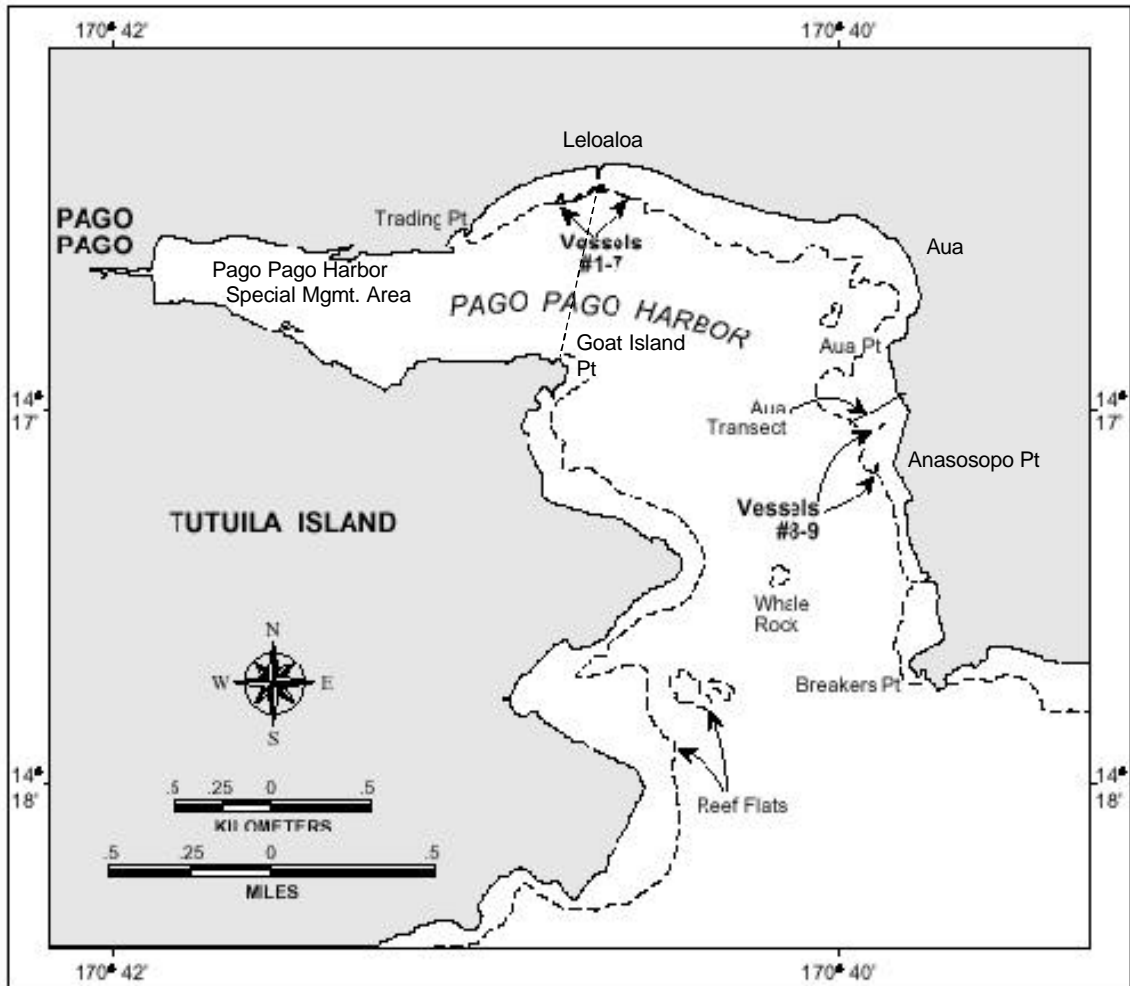 170° 42'
170° 40'
Leloaloa
PAGO
PAGO
Trading Pt
Vessels
#1-7
Aua
Pago Pago Harbor
Special Mgmt. Area
PAGO PAGO HARBOR
Goat Island
Pt
Aua Pt
14°
17'
14°
17'
Aua
Transect
Anasosopo Pt
Vessels
#8-9
TUTUILA ISLAND
Whale
Rock
N
W
E
S
Breakers Pt
14°
18'
14°
18'
Reef Flats
.5
.25
0
.5
KILOMETERS
.5
.25
0
.5
MILES
170° 42'
170° 40'